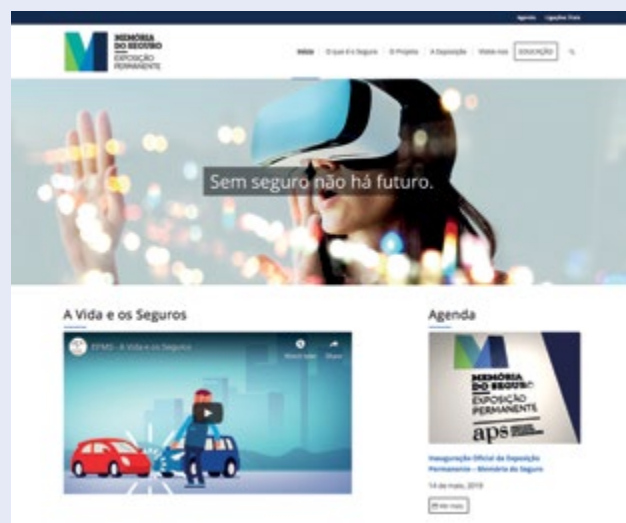 Agenda Ligações Úteis
MEMÓRIA
DO SEGURO
EXPOSIÇÃO
PERMANENTE
Início O que é o Seguro O Projeto A Exposição Visite-nos EDUCAÇÃO
Sem seguro não há futuro.
A Vida e os Seguros
EPMS - A Vida e os Seguros
Watch later Share
Agenda
MEMÓRIA
DO SEGURO
EXPOSIÇÃO
PERMANENTE
aps
Inauguração Oficial da Exposição
Permanente - Memória do Seguro
14 de maio, 2019
Ver mais